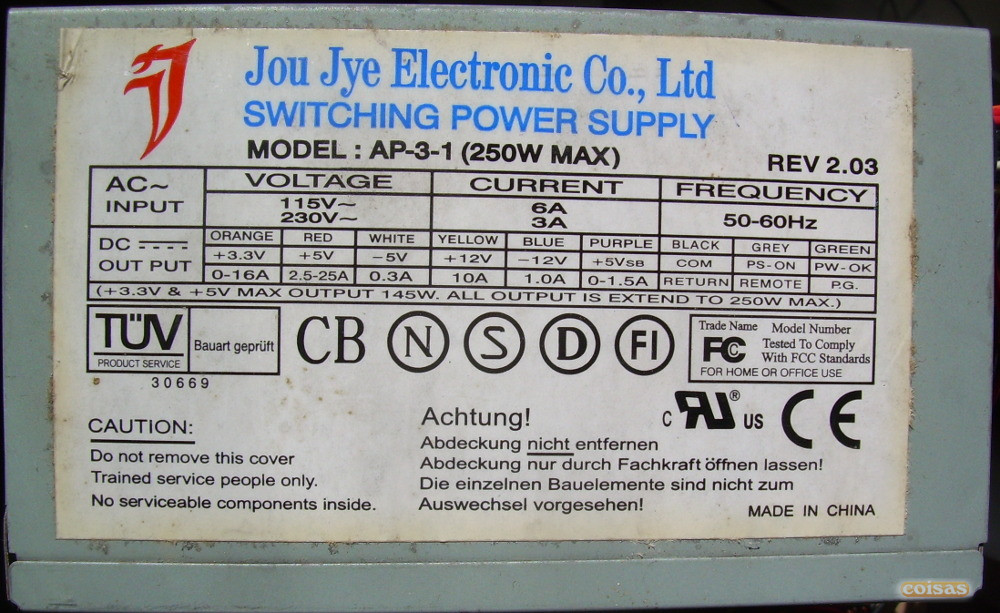 Jou Jye Electronic Co., Ltd
SWITCHING POWER SUPPLY
MODEL : AP-3-1 (250W MAX)
REV 2.03
AC~ INPUT VOLTAGE CURRENT FREQUENCY
115V~ 6A 50-60Hz
230V~ 3A
DC OUT PUT ORANGE RED WHITE YELLOW BLUE PURPLE BLACK GREY GREEN
+3.3V +5V -5V +12V -12V +5VSB COM PS-ON PW-OK
0-16A 2.5-25A 0.3A 10A 1.0A 0-1.5A RETURN REMOTE P.G.
(+3.3V & +5V MAX OUTPUT 145W. ALL OUTPUT IS EXTEND TO 250W MAX.)
TÜV
PRODUCT SERVICE
Bauart geprüft
30669
CB N S D FI
Trade Name Model Number
FC Tested To Comply
With FCC Standards
FOR HOME OR OFFICE USE
C RU® US CE
CAUTION:
Do not remove this cover
Trained service people only.
No serviceable components inside.
Achtung!
Abdeckung nicht entfernen
Abdeckung nur durch Fachkraft öffnen lassen!
Die einzelnen Bauelemente sind nicht zum
Auswechsel vorgesehen!
MADE IN CHINA
coisas